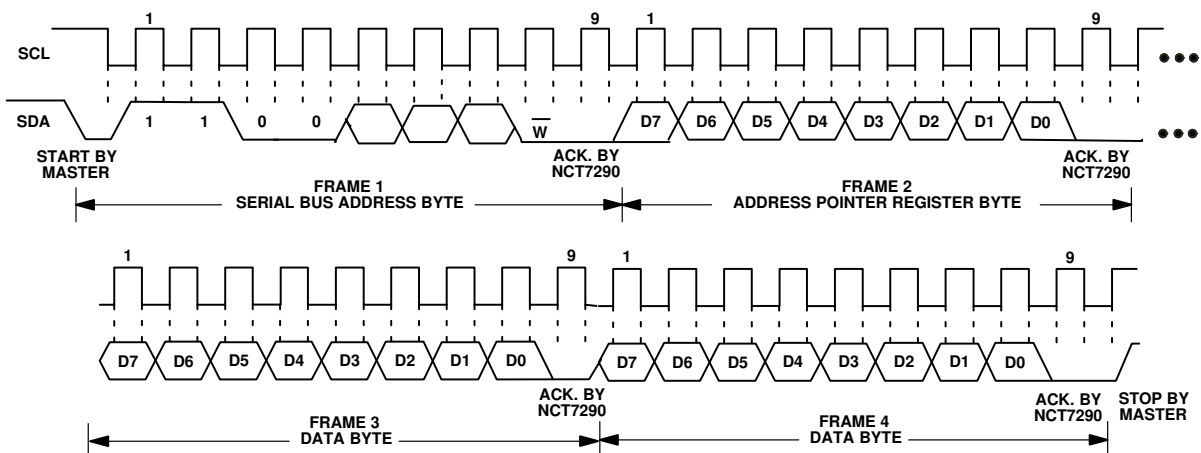 1 9 1 9
SCL
SDA 1 1 0 0 W D7 D6 D5 D4 D3 D2 D1 D0
START BY
MASTER
ACK. BY
NCT7290
ACK. BY
NCT7290
FRAME 1
SERIAL BUS ADDRESS BYTE
FRAME 2
ADDRESS POINTER REGISTER BYTE
1 9 1 9
D7 D6 D5 D4 D3 D2 D1 D0 D7 D6 D5 D4 D3 D2 D1 D0
ACK. BY
NCT7290
ACK. BY
NCT7290
STOP BY
MASTER
FRAME 3
DATA BYTE
FRAME 4
DATA BYTE